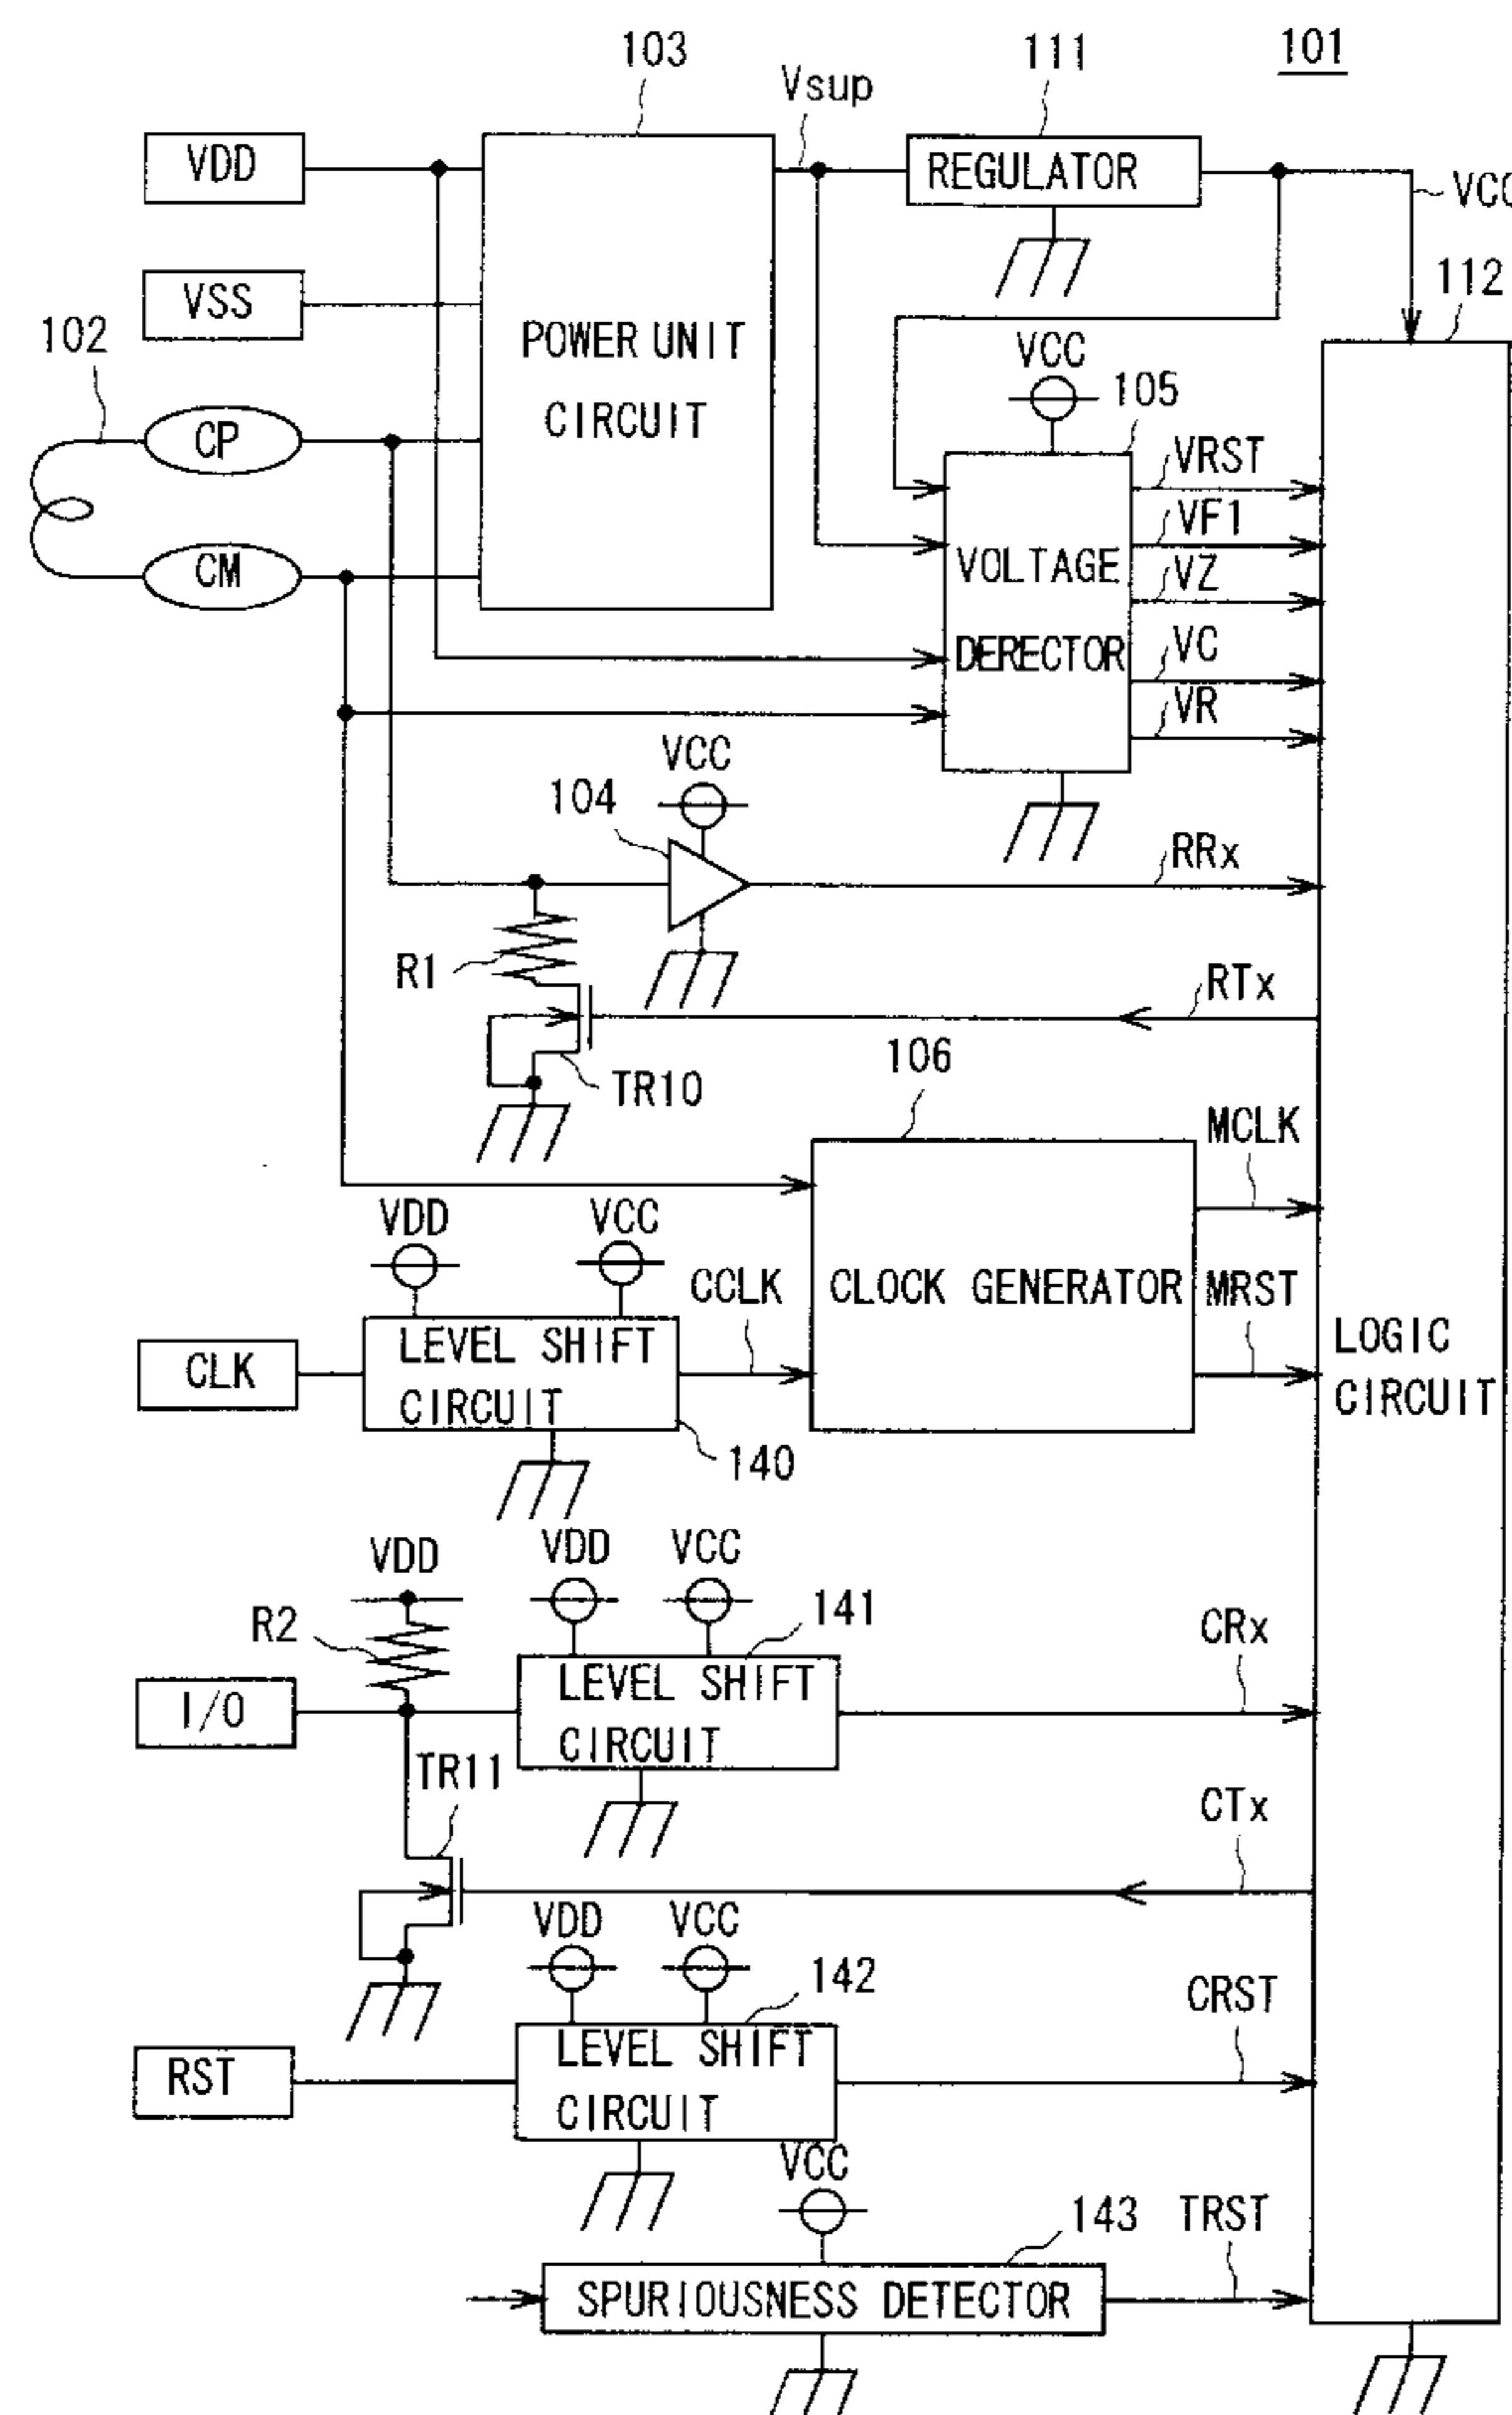 103
111
101
Vsup
VDD
REGULATOR
VCC
VSS
112
102
POWER UNIT
CIRCUIT
VCC
105
CP
VRST
VF1
CM
VOLTAGE
VZ
DERECTOR
VC
VR
VCC
104
RRx
R1
RTx
106
TR10
MCLK
VDD
VCC
CCLK
CLOCK GENERATOR
MRST
LOGIC
CIRCUIT
CLK
LEVEL SHIFT
CIRCUIT
140
VDD
VDD
VCC
R2
141
CRx
I/O
LEVEL SHIFT
CIRCUIT
TR11
CTx
VDD
VCC
142
CRST
RST
LEVEL SHIFT
CIRCUIT
VCC
143
TRST
SPURIOUSNESS DETECTOR